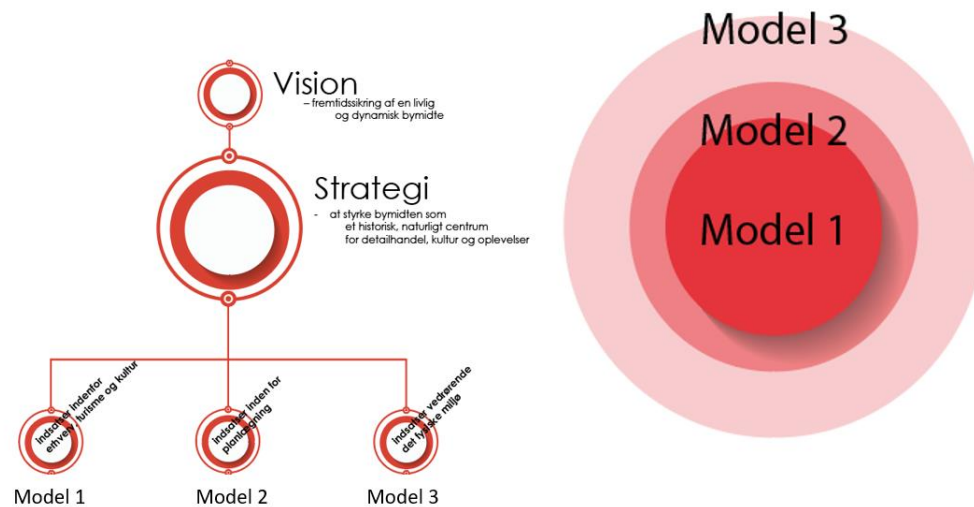 Vision
– fremtidssikring af en livlig
og dynamisk bymidte
Strategi
- at styrke bymidten som
et historisk, naturligt centrum
for detailhandel, kultur og oplevelser
Indsatser indenfor
erhverv, turisme og kultur
Indsatser inden for
planlægning
Indsatser vedrørende
det fysiske miljø
Model 1
Model 2
Model 3
Model 3
Model 2
Model 1